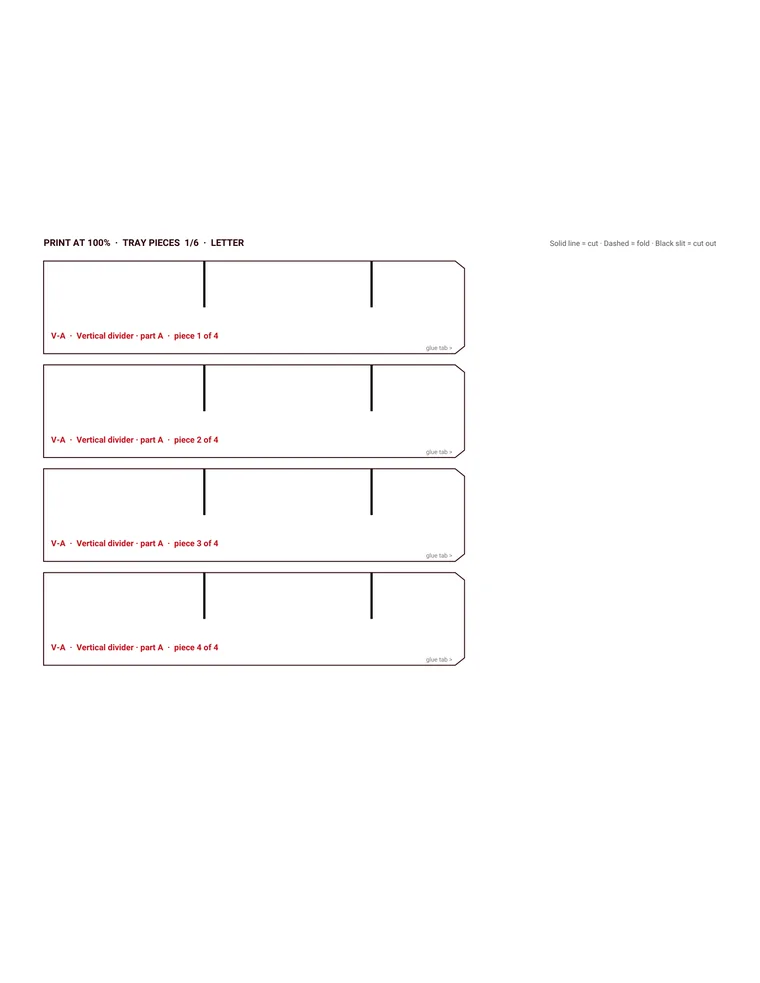 PRINT AT 100% · TRAY PIECES 1/6 · LETTER
Solid line = cut · Dashed = fold · Black slit = cut out
V-A · Vertical divider · part A · piece 1 of 4
glue tab »
V-A · Vertical divider · part A · piece 2 of 4
glue tab »
V-A · Vertical divider · part A · piece 3 of 4
glue tab »
V-A · Vertical divider · part A · piece 4 of 4
glue tab »